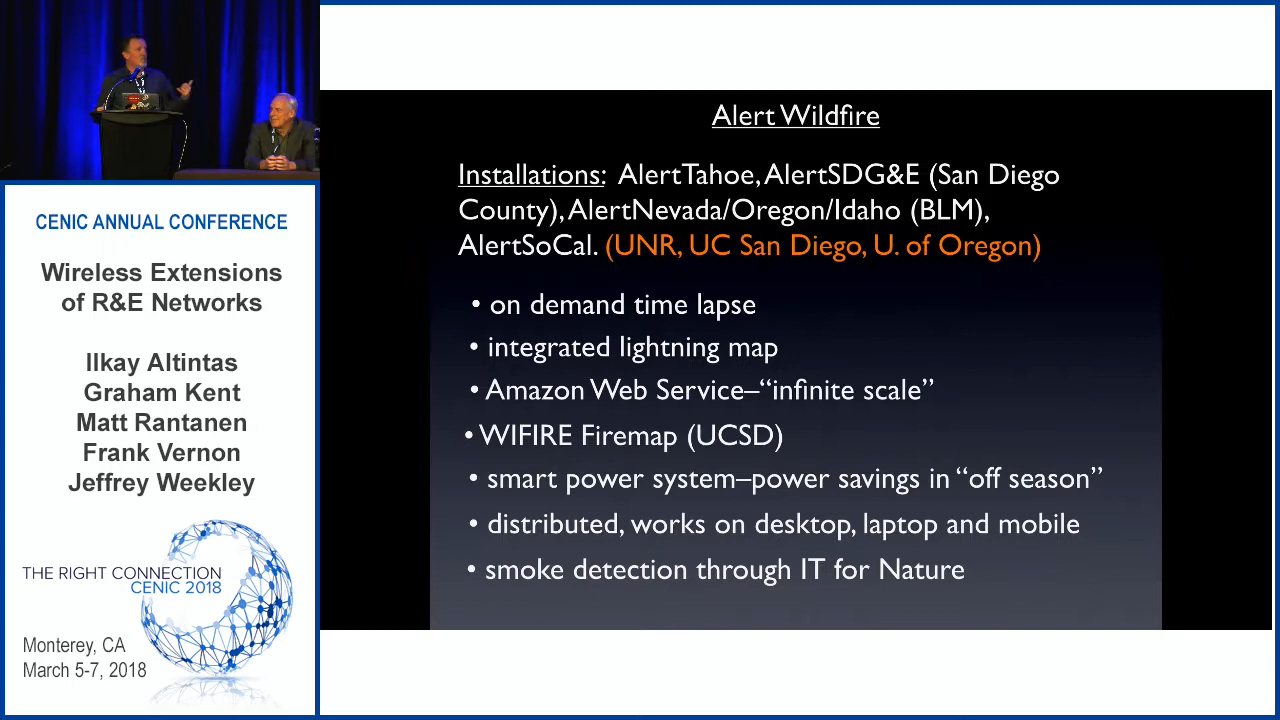 CENIC ANNUAL CONFERENCE
Wireless Extensions
of R&E Networks
Ilkay Altintas
Graham Kent
Matt Rantanen
Frank Vernon
Jeffrey Weekley
THE RIGHT CONNECTION
CENIC 2018
Monterey, CA
March 5-7, 2018
Alert Wildfire
Installations: AlertTahoe, AlertSDG&E (San Diego
County), AlertNevada/Oregon/Idaho (BLM),
AlertSoCal. (UNR, UC San Diego, U. of Oregon)
• on demand time lapse
• integrated lightning map
• Amazon Web Service–“infinite scale”
• WIFIRE Firemap (UCSD)
• smart power system–power savings in “off season”
• distributed, works on desktop, laptop and mobile
• smoke detection through IT for Nature